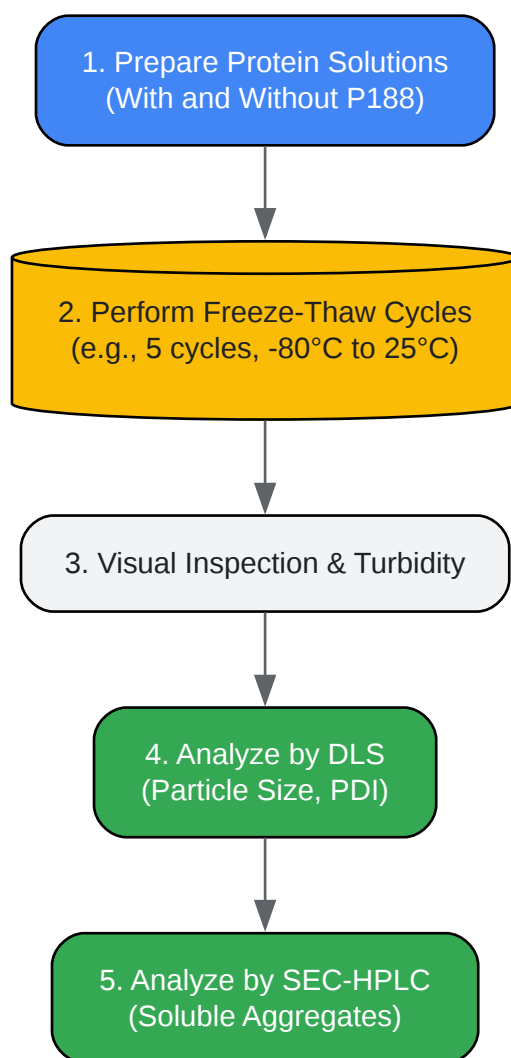 1. Prepare Protein Solutions
(With and Without P188)
2. Perform Freeze-Thaw Cycles
(e.g., 5 cycles, -80°C to 25°C)
3. Visual Inspection & Turbidity
4. Analyze by DLS
(Particle Size, PDI)
5. Analyze by SEC-HPLC
(Soluble Aggregates)